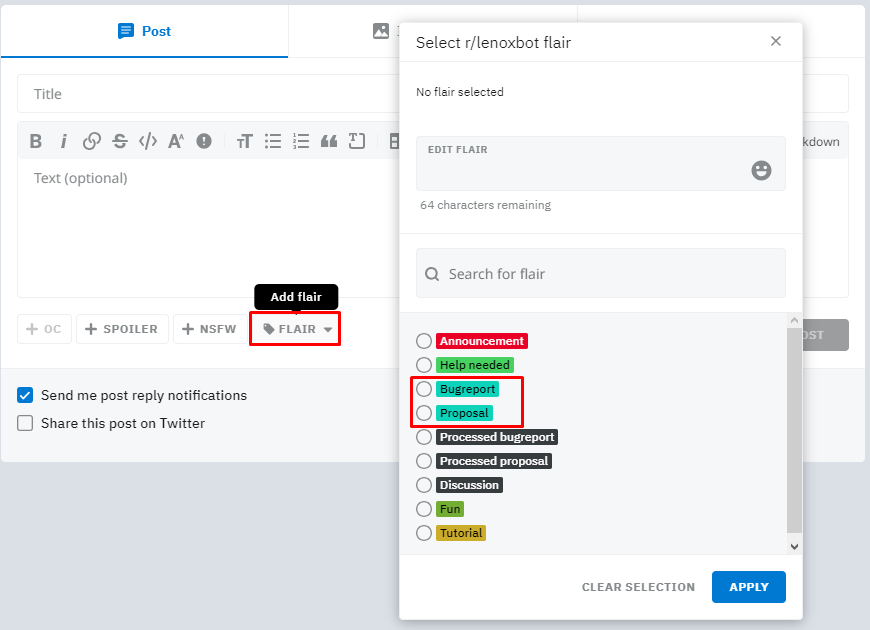 Post
Select r/lenoxbot flair
No flair selected
Title
EDIT FLAIR
B i S </> A A ! TT T
kdown
Text (optional)
64 characters remaining
Search for flair
Add flair
+ OC + SPOILER + NSFW FLAIR
OST
Announcement
Help needed
Bugreport
Proposal
Processed bugreport
Processed proposal
Discussion
Fun
Tutorial
Send me post reply notifications
Share this post on Twitter
CLEAR SELECTION APPLY